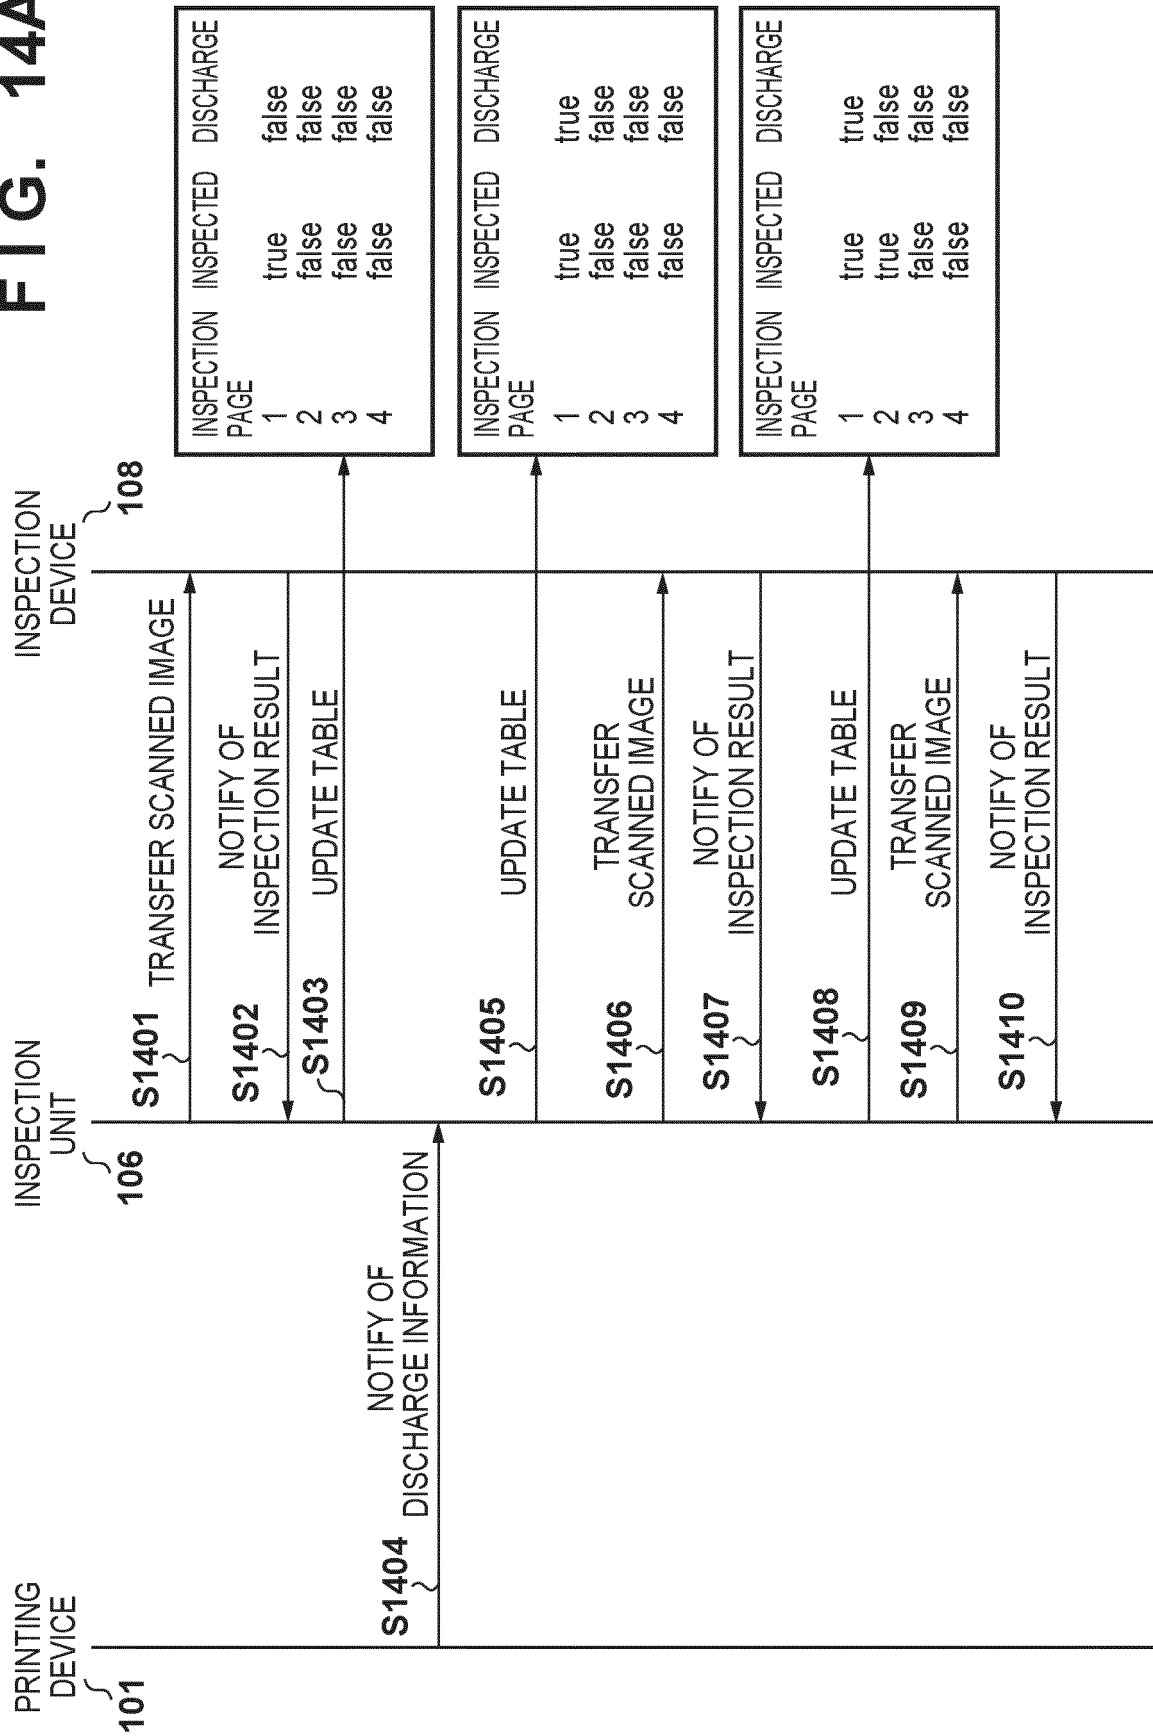 FIG. 14A
PRINTING
DEVICE
101
INSPECTION
UNIT
106
INSPECTION
DEVICE
108
S1401
TRANSFER SCANNED IMAGE
S1402
NOTIFY OF
INSPECTION RESULT
S1403
UPDATE TABLE
INSPECTION INSPECTED DISCHARGE
PAGE
1 true false
2 false false
3 false false
4 false false
S1404
NOTIFY OF
DISCHARGE INFORMATION
S1405
UPDATE TABLE
INSPECTION INSPECTED DISCHARGE
PAGE
1 true true
2 false false
3 false false
4 false false
S1406
TRANSFER
SCANNED IMAGE
S1407
NOTIFY OF
INSPECTION RESULT
S1408
UPDATE TABLE
INSPECTION INSPECTED DISCHARGE
PAGE
1 true true
2 true false
3 false false
4 false false
S1409
TRANSFER
SCANNED IMAGE
S1410
NOTIFY OF
INSPECTION RESULT